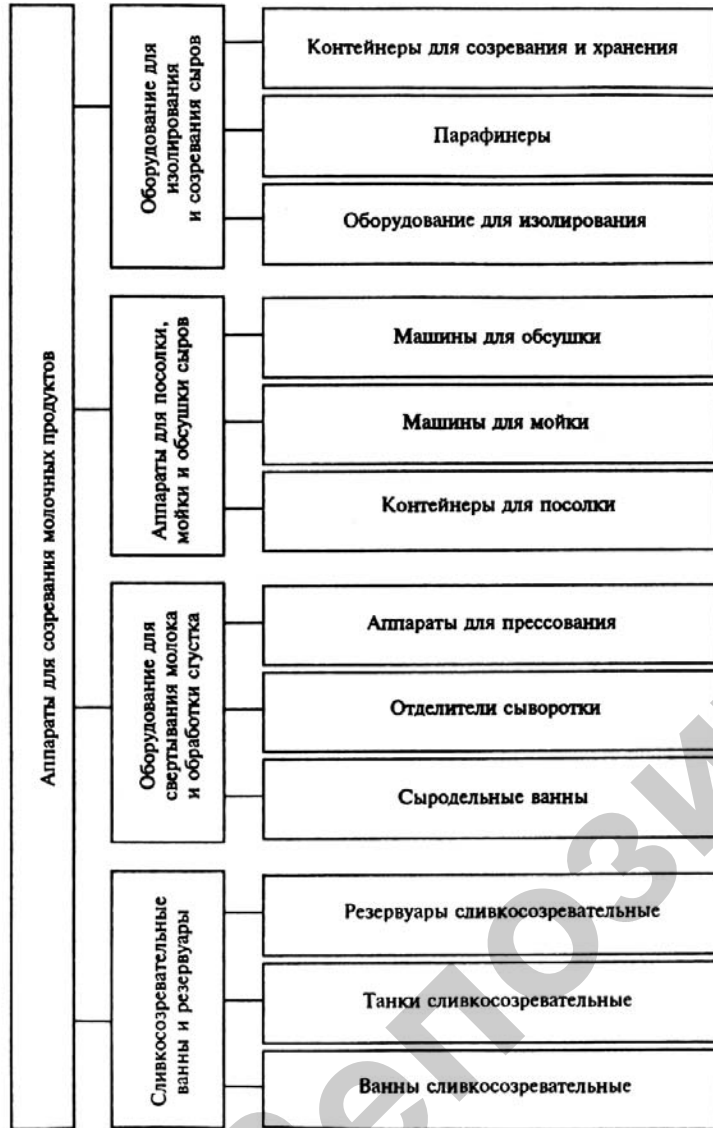 Аппараты для созревания молочных продуктов
Оборудование для
изолирования
и созревания сыров
Контейнеры для созревания и хранения
Парафинеры
Оборудование для изолирования
Аппараты для посолки,
мойки и обсушки сыров
Машины для обсушки
Машины для мойки
Контейнеры для посолки
Оборудование для
свертывания молока
и обработки сгустка
Аппараты для прессования
Отделители сыворотки
Сыродельные ванны
Сливкосозревательные
ванны и резервуары
Резервуары сливкосозревательные
Танки сливкосозревательные
Ванны сливкосозревательные